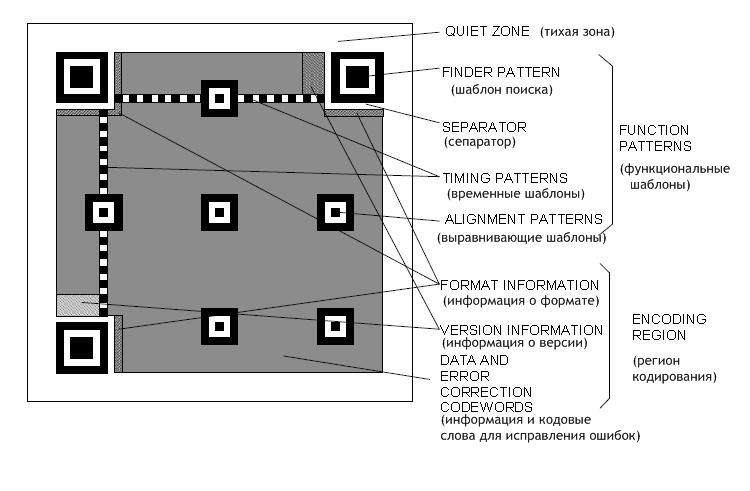 QUIET ZONE (тихая зона)
FINDER PATTERN
(шаблон поиска)
SEPARATOR
(сепаратор)
TIMING PATTERNS
(временные шаблоны)
ALIGNMENT PATTERNS
(выравнивающие шаблоны)
FUNCTION
PATTERNS
(функциональные
шаблоны)
FORMAT INFORMATION
(информация о формате)
VERSION INFORMATION
(информация о версии)
DATA AND
ERROR
CORRECTION
CODEWORDS
(информация и кодовые
слова для исправления ошибок)
ENCODING
REGION
(регион
кодирования)